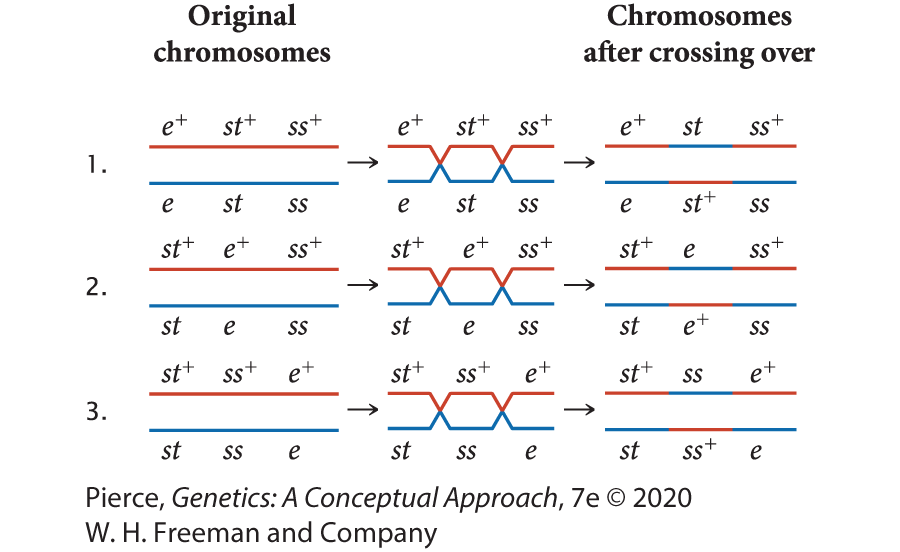 Original chromosomes
Chromosomes after crossing over
e⁺ st⁺ ss⁺ e⁺ st⁺ ss⁺ e⁺ st ss⁺
1.
e st ss e st ss e st⁺ ss
st⁺ e⁺ ss⁺ st⁺ e⁺ ss⁺ st⁺ e ss⁺
2.
st e ss st e ss st e⁺ ss
st⁺ ss⁺ e⁺ st⁺ ss⁺ e⁺ st⁺ ss e⁺
3.
st ss e st ss e st ss⁺ e
Pierce, Genetics: A Conceptual Approach, 7e © 2020
W. H. Freeman and Company